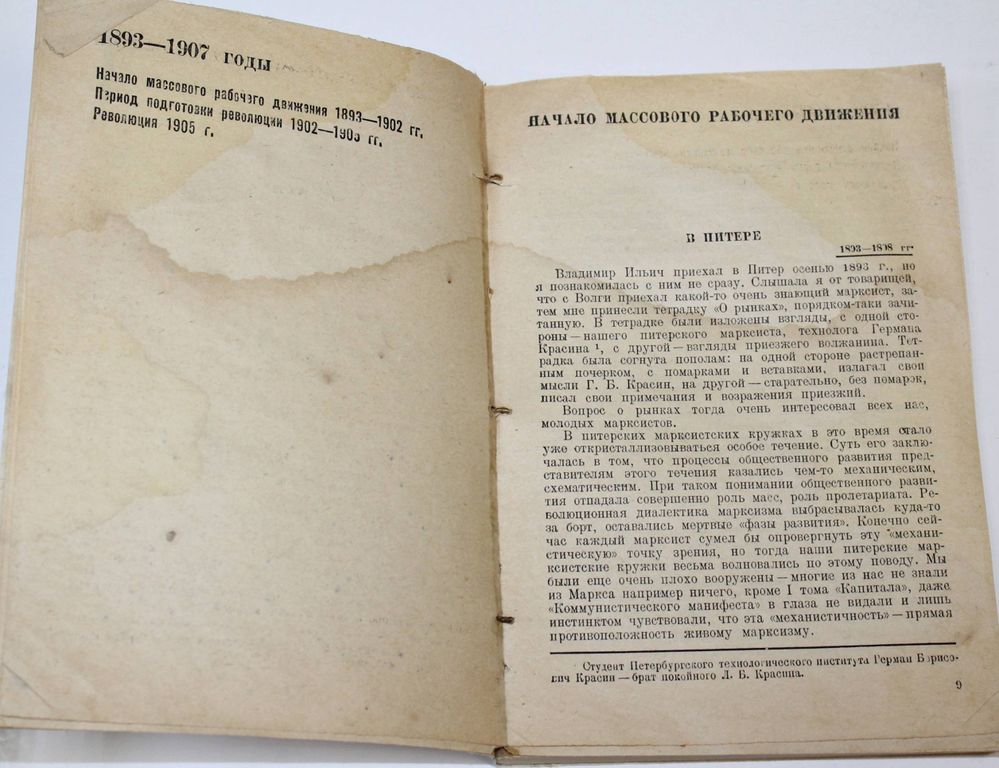 1893—1907 ГОДЫ
Начало массового рабочего движения 1893—1902 гг.
Период подготовки революции 1902—1905 гг.
Революция 1905 г.
НАЧАЛО МАССОВОГО РАБОЧЕГО ДВИЖЕНИЯ
В ПИТЕРЕ
1893—1898 гг.
Владимир Ильич приехал в Питер осенью 1893 г., но
я познакомилась с ним не сразу. Слышала я от товарищей,
что с Волги приехал какой-то очень знающий марксист, за-
тем мне принесли тетрадку «О рынках», порядком-таки зачи-
танную. В тетрадке были изложены взгляды, с одной сто-
роны — нашего питерского марксиста, технолога Германа
Красина ¹, с другой — взгляды приезжего волжанина. Тет-
радка была согнута пополам: на одной стороне растрепан-
ным почерком, с помарками и вставками, излагал свои
мысли Г. Б. Красин, на другой — старательно, без помарок,
писал свои примечания и возражения приезжий.
Вопрос о рынках тогда очень интересовал всех нас,
молодых марксистов.
В питерских марксистских кружках в это время стало
уже откристаллизовываться особое течение. Суть его заклю-
чалась в том, что процессы общественного развития пред-
ставителям этого течения казались чем-то механическим,
схематическим. При таком понимании общественного разви-
тия отпадала совершенно роль масс, роль пролетариата. Ре-
волюционная диалектика марксизма выбрасывалась куда-то
за борт, оставались мертвые «фазы развития». Конечно сей-
час каждый марксист сумел бы опровергнуть эту «механи-
стическую» точку зрения, но тогда наши питерские мар-
ксистские кружки весьма волновались по этому поводу. Мы
были еще очень плохо вооружены — многие из нас не знали
из Маркса например ничего, кроме I тома «Капитала», даже
«Коммунистического манифеста» в глаза не видали и лишь
инстинктом чувствовали, что эта «механистичность» — прямая
противоположность живому марксизму.
Студент Петербургского технологического института Герман Борисо-
вич Красин — брат покойного Л. Б. Красина.
9